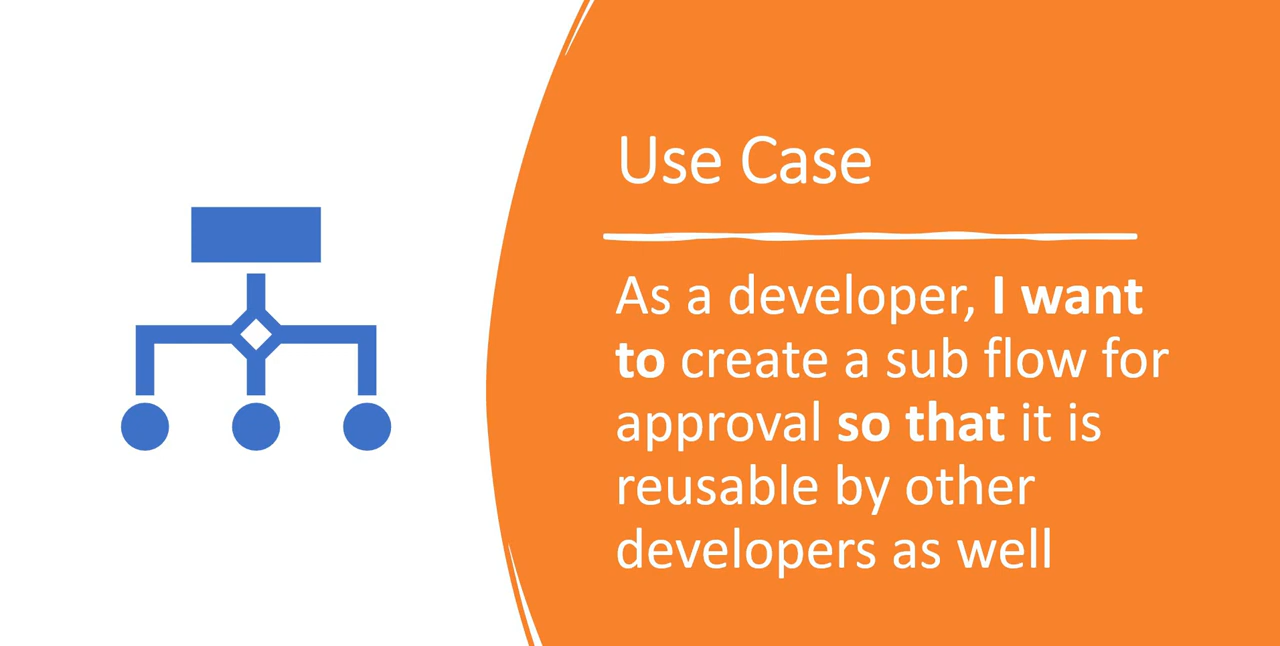 Use Case
As a developer, I want
to create a sub flow for
approval so that it is
reusable by other
developers as well